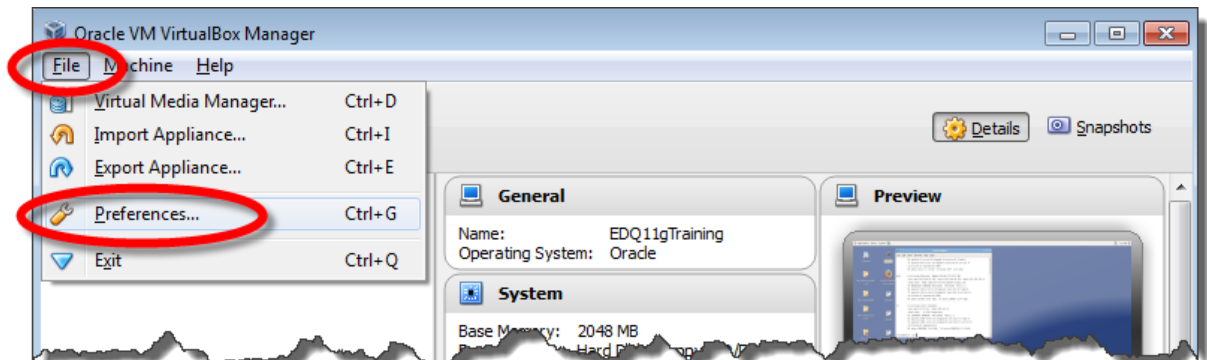 Oracle VM VirtualBox Manager
File Machine Help
Virtual Media Manager... Ctrl+D
Import Appliance... Ctrl+I
Export Appliance... Ctrl+E
Preferences... Ctrl+G
Exit Ctrl+Q
Details Snapshots
General
Name: EDQ11gTraining
Operating System: Oracle
System
Base Memory: 2048 MB
Preview